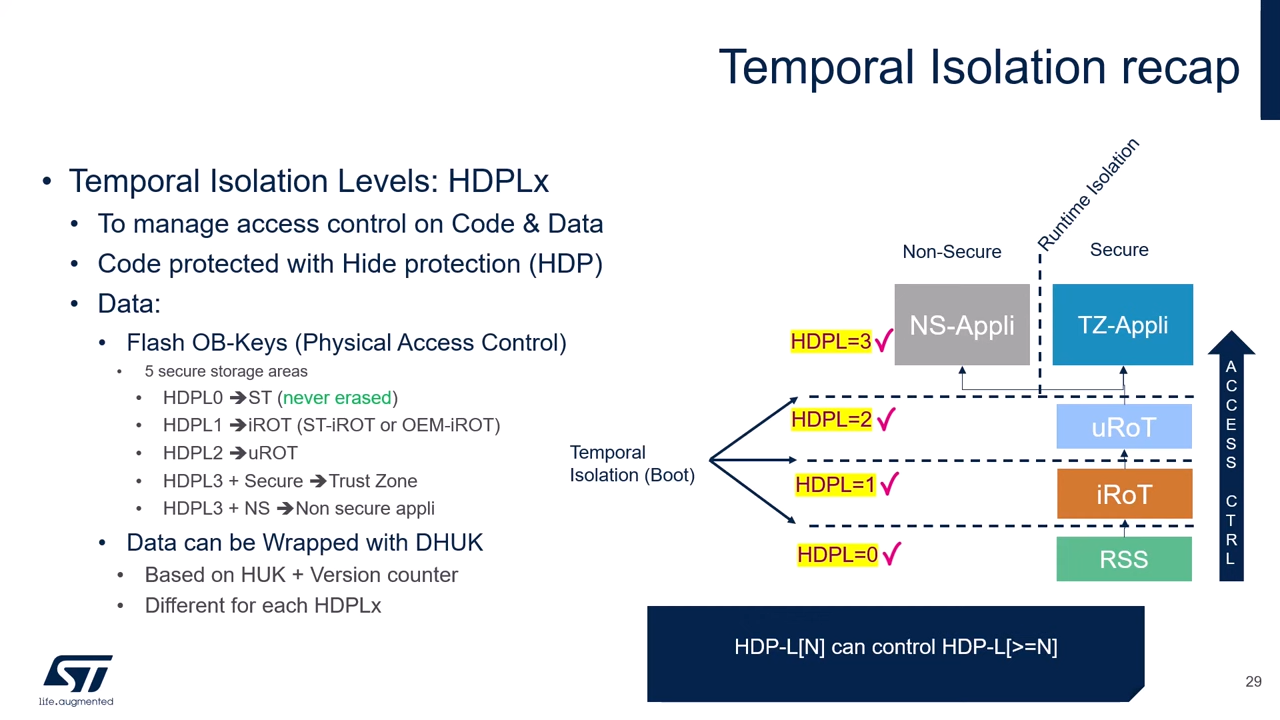 Temporal Isolation recap
• Temporal Isolation Levels: HDPLx
• To manage access control on Code & Data
• Code protected with Hide protection (HDP)
• Data:
• Flash OB-Keys (Physical Access Control)
• 5 secure storage areas
• HDPL0 ➔ST (never erased)
• HDPL1 ➔iROT (ST-iROT or OEM-iROT)
• HDPL2 ➔uROT
• HDPL3 + Secure ➔Trust Zone
• HDPL3 + NS ➔Non secure appli
• Data can be Wrapped with DHUK
• Based on HUK + Version counter
• Different for each HDPLx
Runtime Isolation
Non-Secure
Secure
HDPL=3
NS-Appli
TZ-Appli
HDPL=2
uRoT
Temporal
Isolation (Boot)
HDPL=1
iRoT
HDPL=0
RSS
ACCESS CTRL
HDP-L[N] can control HDP-L[>=N]
ST
life.augmented
29